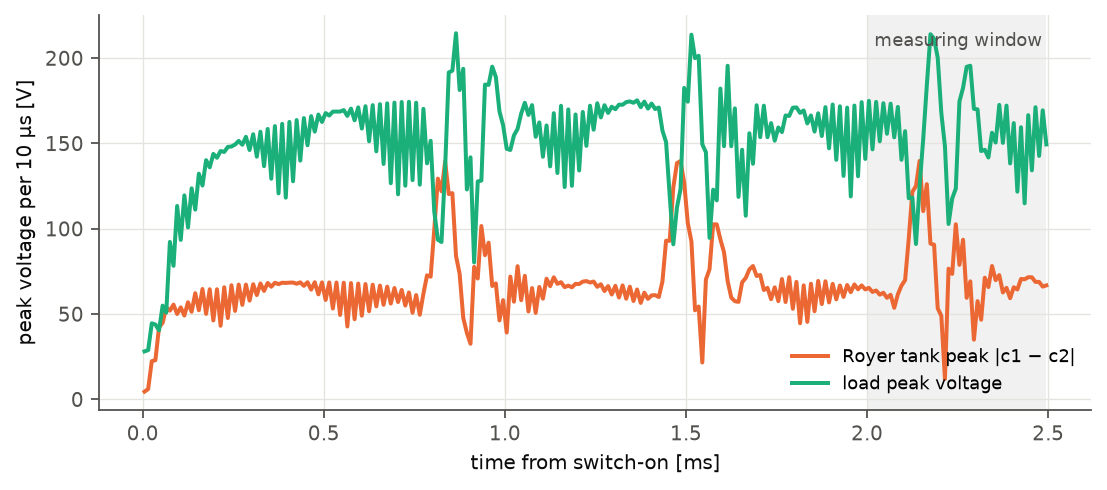 measuring window
peak voltage per 10 µs [V]
200
150
100
50
0
0.0 0.5 1.0 1.5 2.0 2.5
time from switch-on [ms]
Royer tank peak |c1 − c2|
load peak voltage